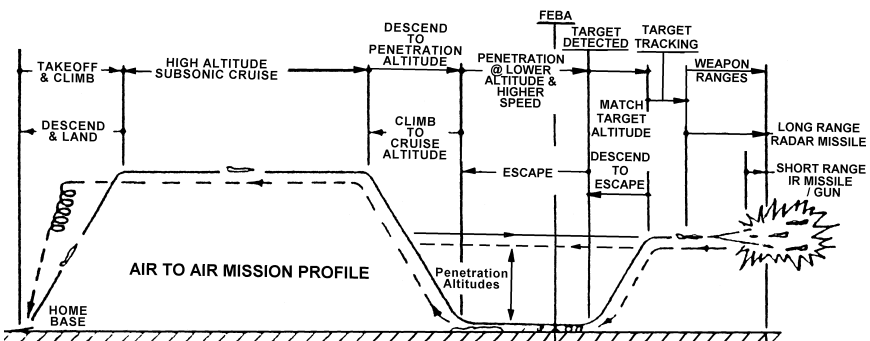 FEBA
DESCEND
TO
PENETRATION
ALTITUDE
TARGET
DETECTED
TARGET
TRACKING
TAKEOFF
& CLIMB
HIGH ALTITUDE
SUBSONIC CRUISE
PENETRATION
@ LOWER
ALTITUDE &
HIGHER
SPEED
WEAPON
RANGES
MATCH
TARGET
ALTITUDE
DESCEND
& LAND
CLIMB
TO
CRUISE
ALTITUDE
LONG RANGE
RADAR MISSILE
ESCAPE
DESCEND
TO
ESCAPE
SHORT RANGE
IR MISSILE
/ GUN
AIR TO AIR MISSION PROFILE
Penetration
Altitudes
HOME
BASE